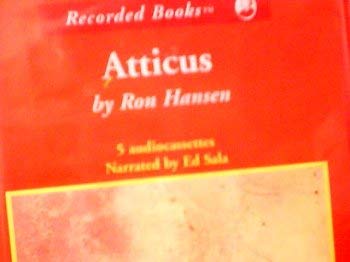 Recorded Books™
Atticus
by Ron Hansen
5 audiocassettes
Narrated by Ed Sala